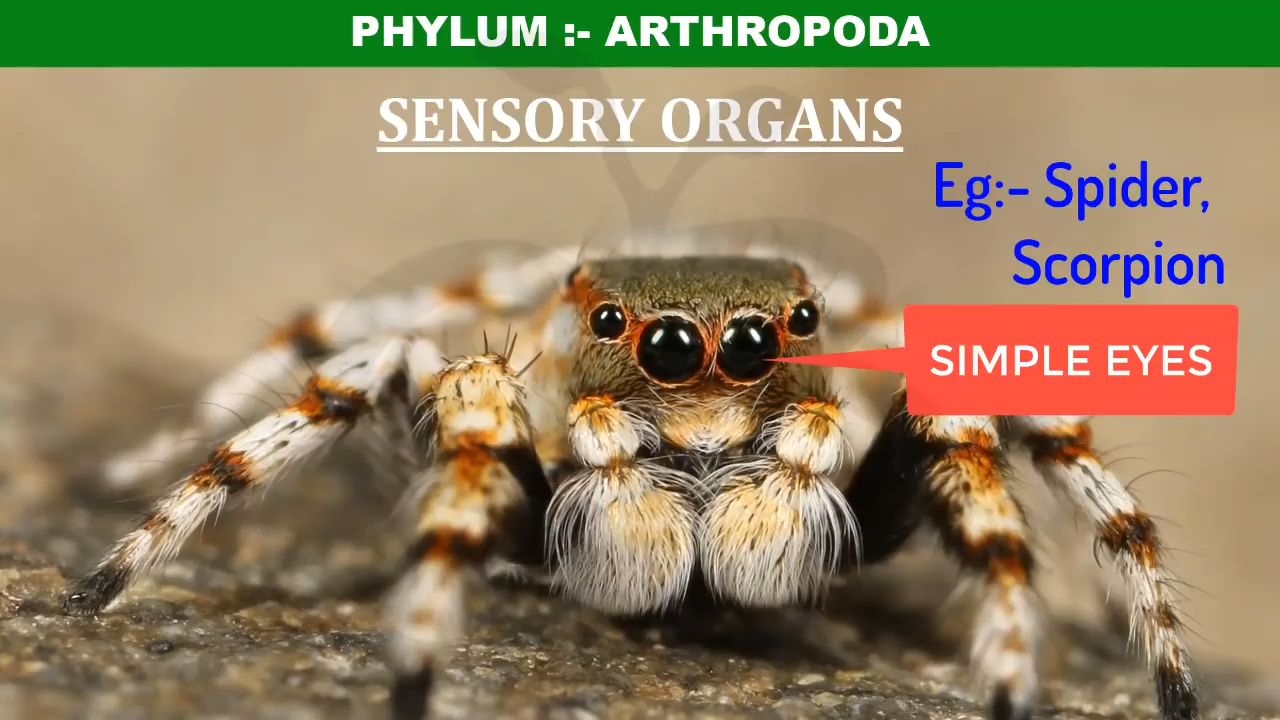 PHYLUM :- ARTHROPODA
SENSORY ORGANS
Eg:- Spider,
Scorpion
SIMPLE EYES